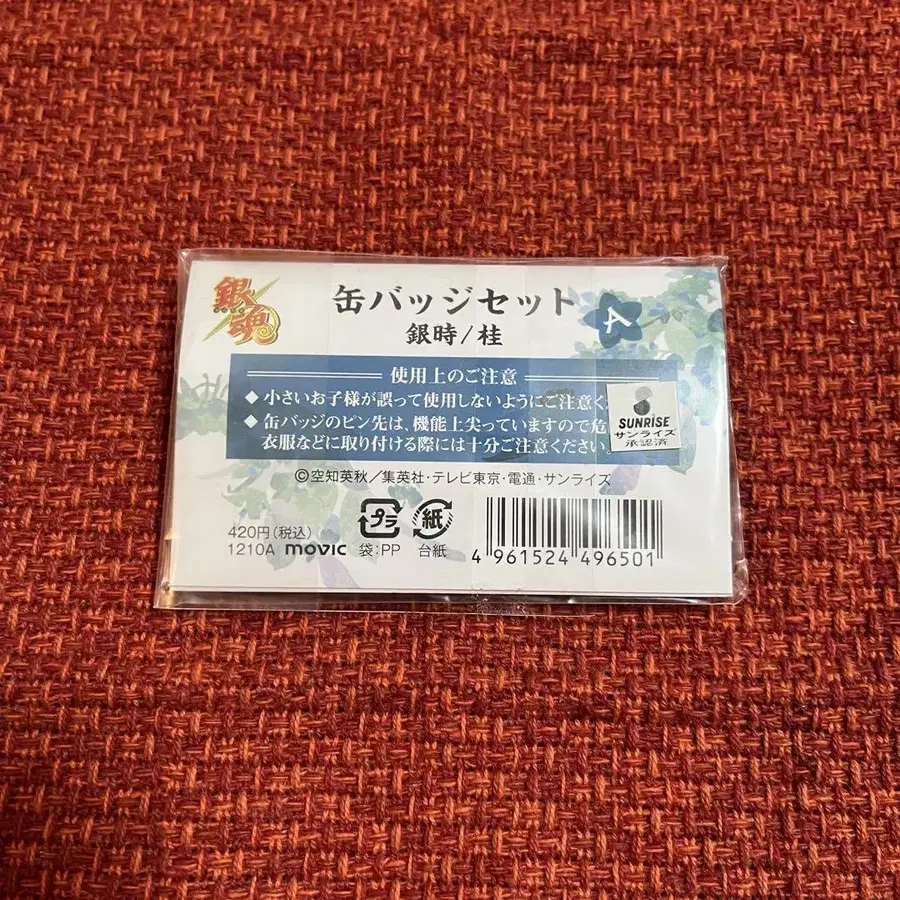 銀魂
缶バッジセット
銀時/桂
A
使用上のご注意
◆小さいお子様が誤って使用しないようにご注意く
◆缶バッジのピン先は、機能上尖っていますので危
衣服などに取り付ける際には十分ご注意ください
SUNRISE
サンライズ
承認済
©空知英秋/集英社・テレビ東京・電通・サンライズ
420円(税込)
1210A movic
プラ
袋:PP
紙
台紙
4 961524 496501